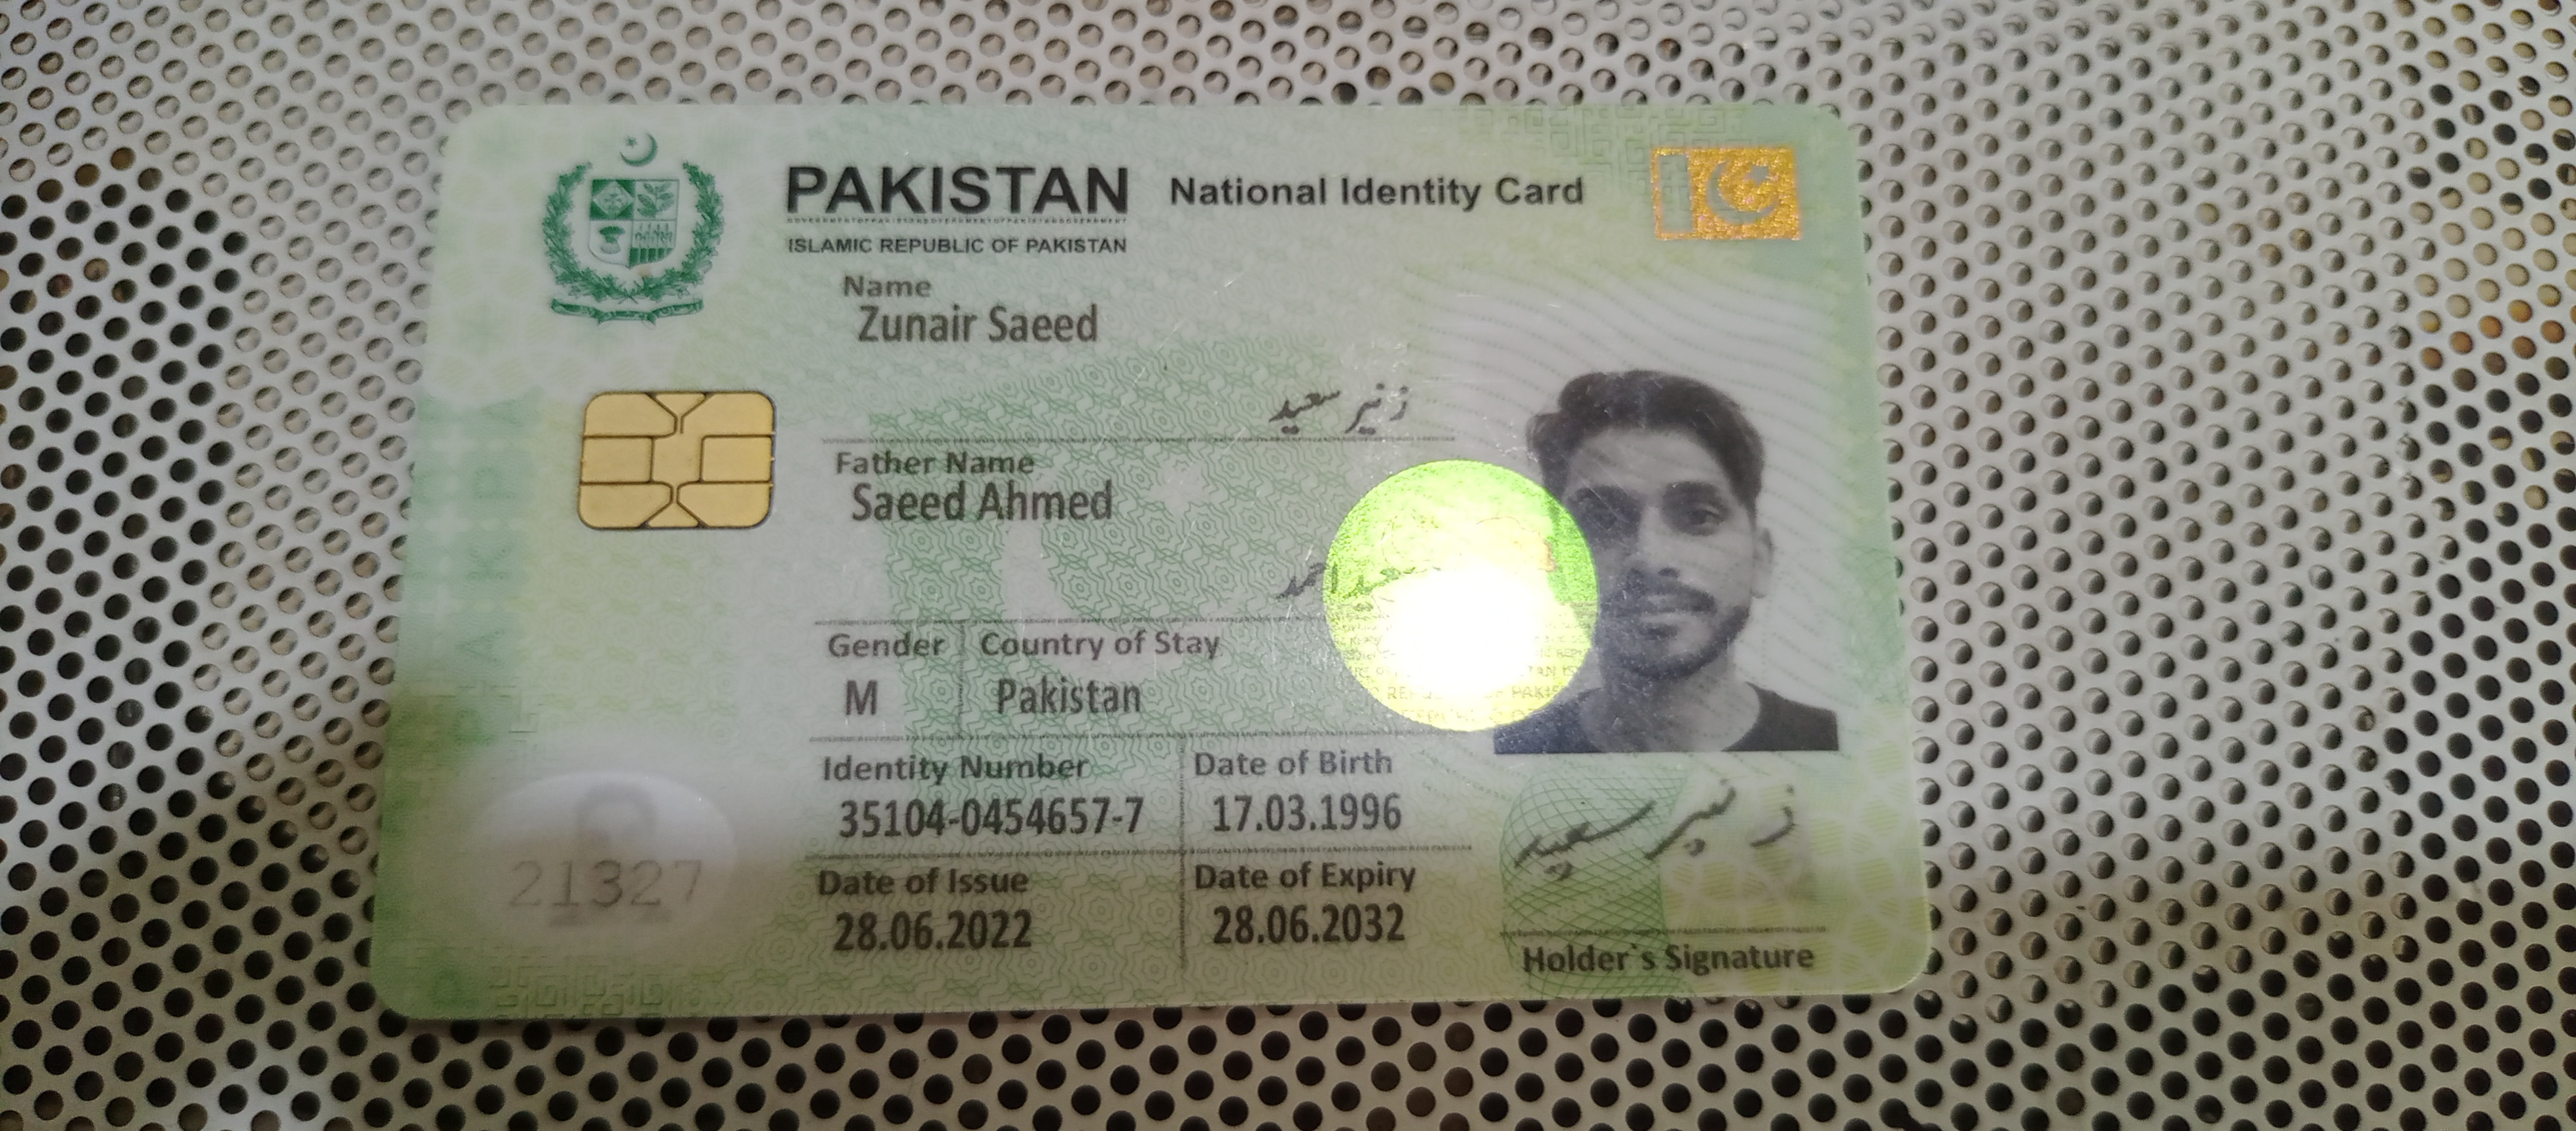 PAKISTAN National Identity Card
ISLAMIC REPUBLIC OF PAKISTAN
Name
Zunair Saeed
زنیر سعید
Father Name
Saeed Ahmed
احمد
Gender Country of Stay
M Pakistan
Identity Number Date of Birth
35104-0454657-7 17.03.1996
Date of Issue Date of Expiry
28.06.2022 28.06.2032
21327
زنیر سعید
Holder`s Signature